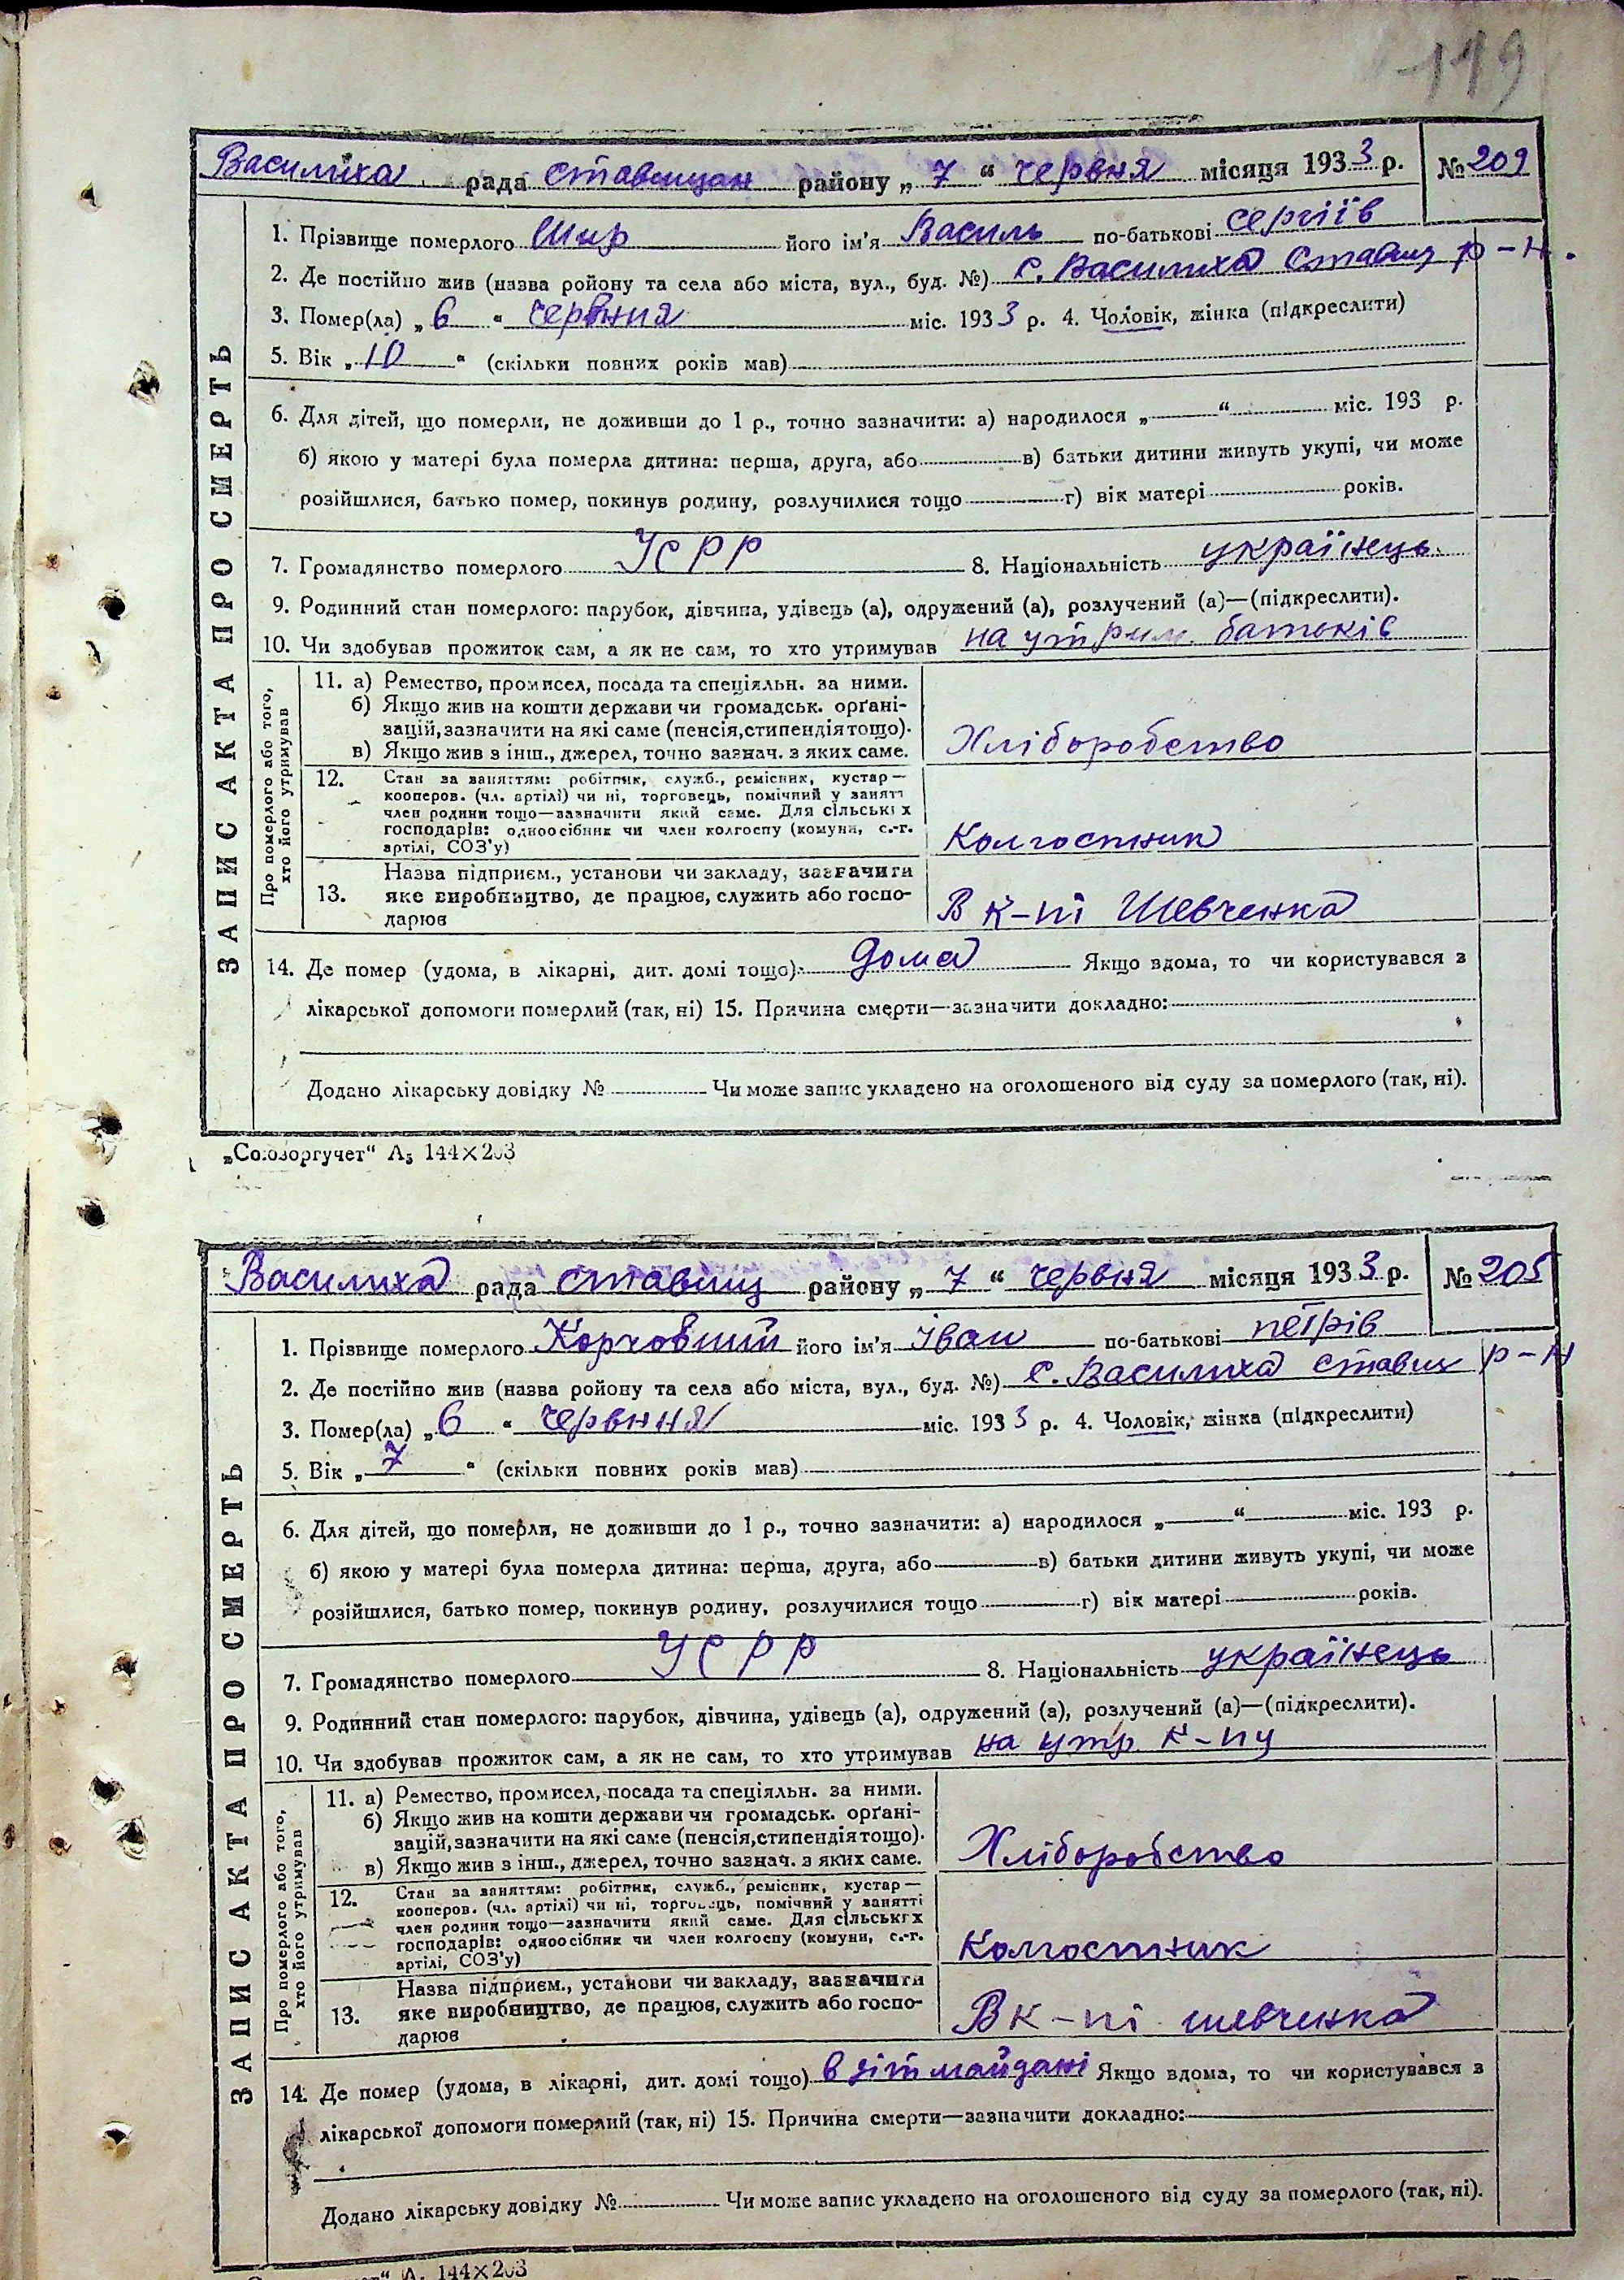 119
Василиха рада ставищан району „ 7 “ червня місяця 1933 р. № 209
1. Прізвище померлого Шир його ім'я Василь по-батькові сергіїв
2. Де постійно жив (назва ройону та села або міста, вул., буд. №) с. Василиха Ставищ р-н.
3. Помер(ла) „ 6 “ червня міс. 1933 р. 4. Чоловік, жінка (підкреслити)
5. Вік „ 10 “ (скільки повних років мав)
6. Для дітей, що померли, не доживши до 1 р., точно зазначити: а) народилося „ “ міс. 193 р.
б) якою у матері була померла дитина: перша, друга, або в) батьки дитини живуть укупі, чи може
розійшлися, батько помер, покинув родину, розлучилися тощо г) вік матері років.
7. Громадянство померлого УСРР 8. Національність українець.
9. Родинний стан померлого: парубок, дівчина, удівець (а), одружений (а), розлучений (а)—(підкреслити).
10. Чи здобував прожиток сам, а як не сам, то хто утримував на утрим. батьків
11. а) Ремество, промисел, посада та спеціяльн. за ними.
б) Якщо жив на кошти держави чи громадськ. орґані-
зацій, зазначити на які саме (пенсія, стипендія тощо).
в) Якщо жив з інш., джерел, точно зазнач. з яких саме.
Хліборобство
12. Стан за заняттям: робітник, служб., ремісник, кустар—
кооперов. (чл. артілі) чи ні, торговець, помічний у занятт
член родини тощо—зазначити який саме. Для сільських
господарів: одноосібник чи член колгоспу (комуни, с.-г.
артілі, СОЗ'у)
Колгоспник
13. Назва підприєм., установи чи закладу, зазначити
яке виробництво, де працює, служить або госпо-
дарює
В к-пі Шевченка
14. Де помер (удома, в лікарні, дит. домі тощо) дома Якщо вдома, то чи користувався з
лікарської допомоги померлий (так, ні) 15. Причина смерти—зазначити докладно:
Додано лікарську довідку № Чи може запис укладено на оголошеного від суду за померлого (так, ні).
ЗАПИС АКТА ПРО СМЕРТЬ
Про померлого або того,
хто його утримував
„Союзоргучет“ А₅ 144×203
Василиха рада ставищ району „ 7 “ червня місяця 1933 р. № 205
1. Прізвище померлого Корчовший його ім'я Іван по-батькові петрів
2. Де постійно жив (назва ройону та села або міста, вул., буд. №) с. Василиха ставищ р-н
3. Помер(ла) „ 6 “ червння міс. 1933 р. 4. Чоловік, жінка (підкреслити)
5. Вік „ 7 “ (скільки повних років мав)
6. Для дітей, що померли, не доживши до 1 р., точно зазначити: а) народилося „ “ міс. 193 р.
б) якою у матері була померла дитина: перша, друга, або в) батьки дитини живуть укупі, чи може
розійшлися, батько помер, покинув родину, розлучилися тощо г) вік матері років.
7. Громадянство померлого УСРР 8. Національність українець
9. Родинний стан померлого: парубок, дівчина, удівець (а), одружений (а), розлучений (а)—(підкреслити).
10. Чи здобував прожиток сам, а як не сам, то хто утримував на утр. к-пу
11. а) Ремество, промисел, посада та спеціяльн. за ними.
б) Якщо жив на кошти держави чи громадськ. орґані-
зацій, зазначити на які саме (пенсія, стипендія тощо).
в) Якщо жив з інш., джерел, точно зазнач. з яких саме.
Хліборобство
12. Стан за заняттям: робітник, служб., ремісник, кустар—
кооперов. (чл. артілі) чи ні, торговець, помічний у занятті
член родини тощо—зазначити який саме. Для сільських
господарів: одноосібник чи член колгоспу (комуни, с.-г.
артілі, СОЗ'у)
Колгоспник
13. Назва підприєм., установи чи закладу, зазначити
яке виробництво, де працює, служить або госпо-
дарює
В к-пі шевченка
14. Де помер (удома, в лікарні, дит. домі тощо) в діт майдані Якщо вдома, то чи користувався з
лікарської допомоги померлий (так, ні) 15. Причина смерти—зазначити докладно:
Додано лікарську довідку № Чи може запис укладено на оголошеного від суду за померлого (так, ні).
ЗАПИС АКТА ПРО СМЕРТЬ
Про померлого або того,
хто його утримував
144×203